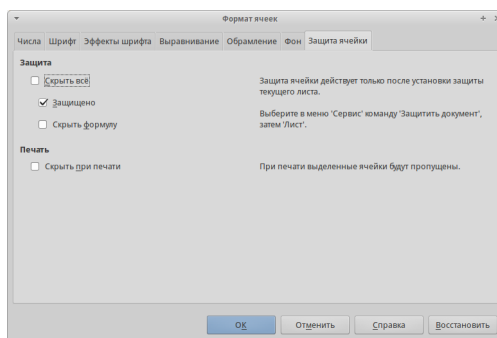 Формат ячеек
Числа Шрифт Эффекты шрифта Выравнивание Обрамление Фон Защита ячейки
Защита
Скрыть всё
Защищено
Скрыть формулу
Защита ячейки действует только после установки защиты
текущего листа.
Выберите в меню 'Сервис' команду 'Защитить документ',
затем 'Лист'.
Печать
Скрыть при печати
При печати выделенные ячейки будут пропущены.
OK Отменить Справка Восстановить